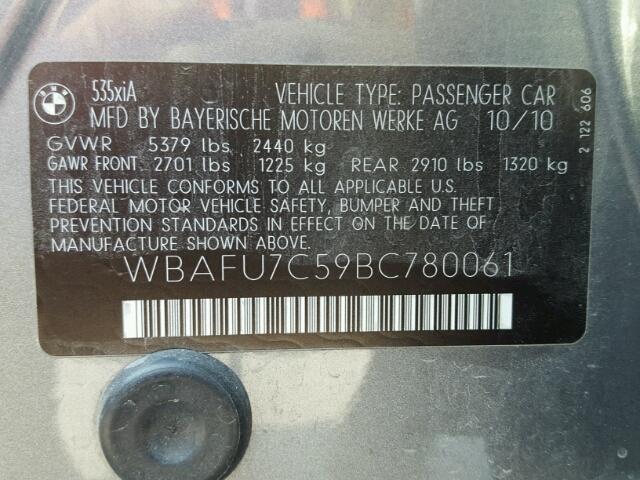 BMW 535xiA VEHICLE TYPE: PASSENGER CAR
MFD BY BAYERISCHE MOTOREN WERKE AG 10/10
GVWR 5379 lbs 2440 kg
GAWR FRONT 2701 lbs 1225 kg REAR 2910 lbs 1320 kg
THIS VEHICLE CONFORMS TO ALL APPLICABLE U.S.
FEDERAL MOTOR VEHICLE SAFETY, BUMPER AND THEFT
PREVENTION STANDARDS IN EFFECT ON THE DATE OF
MANUFACTURE SHOWN ABOVE.
WBAFU7C59BC780061
2 122 606